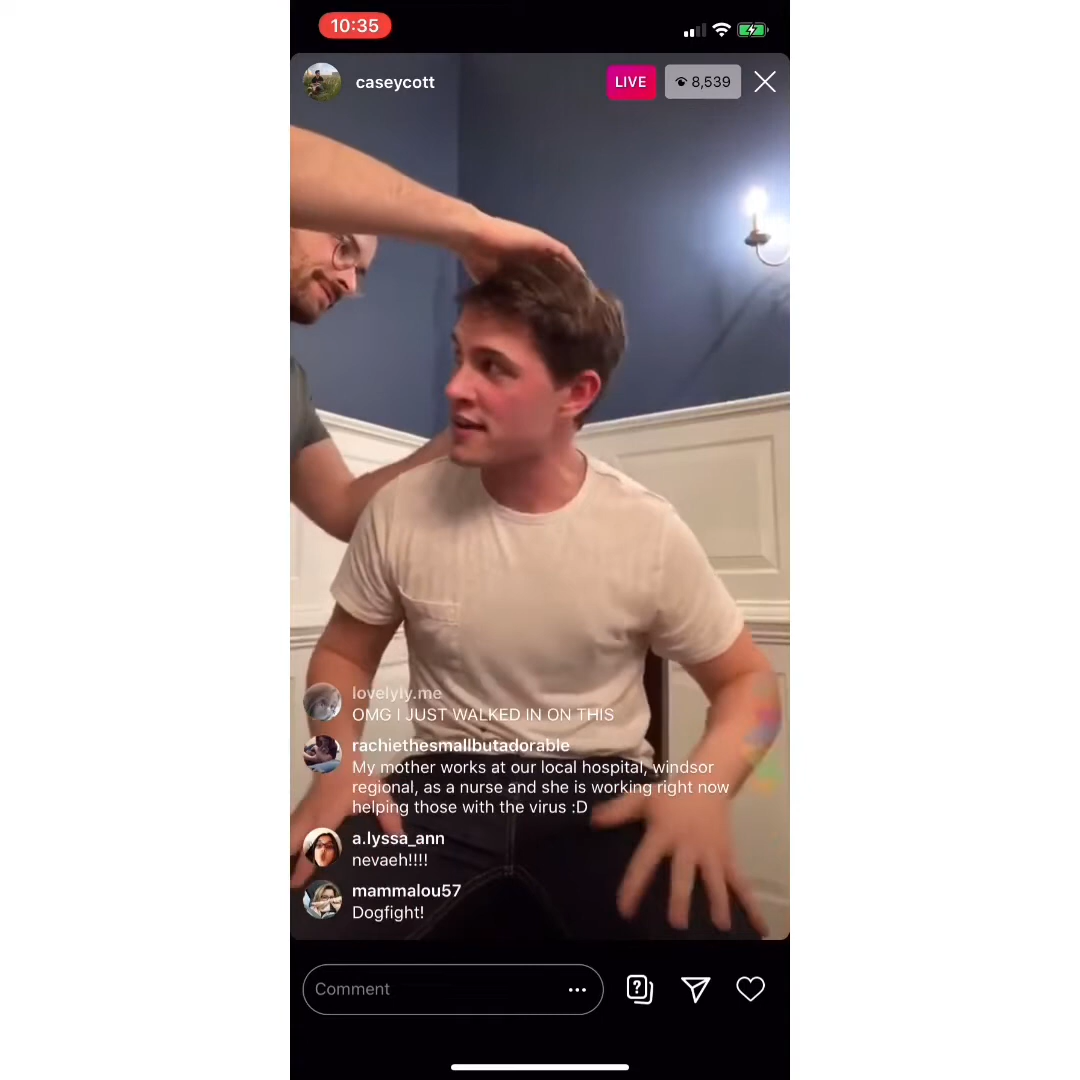 10:35
caseycott
LIVE
8,539
lovelyly.me
OMG I JUST WALKED IN ON THIS
rachiethesmallbutadorable
My mother works at our local hospital, windsor
regional, as a nurse and she is working right now
helping those with the virus :D
a.lyssa_ann
nevaeh!!!!
mammalou57
Dogfight!
Comment